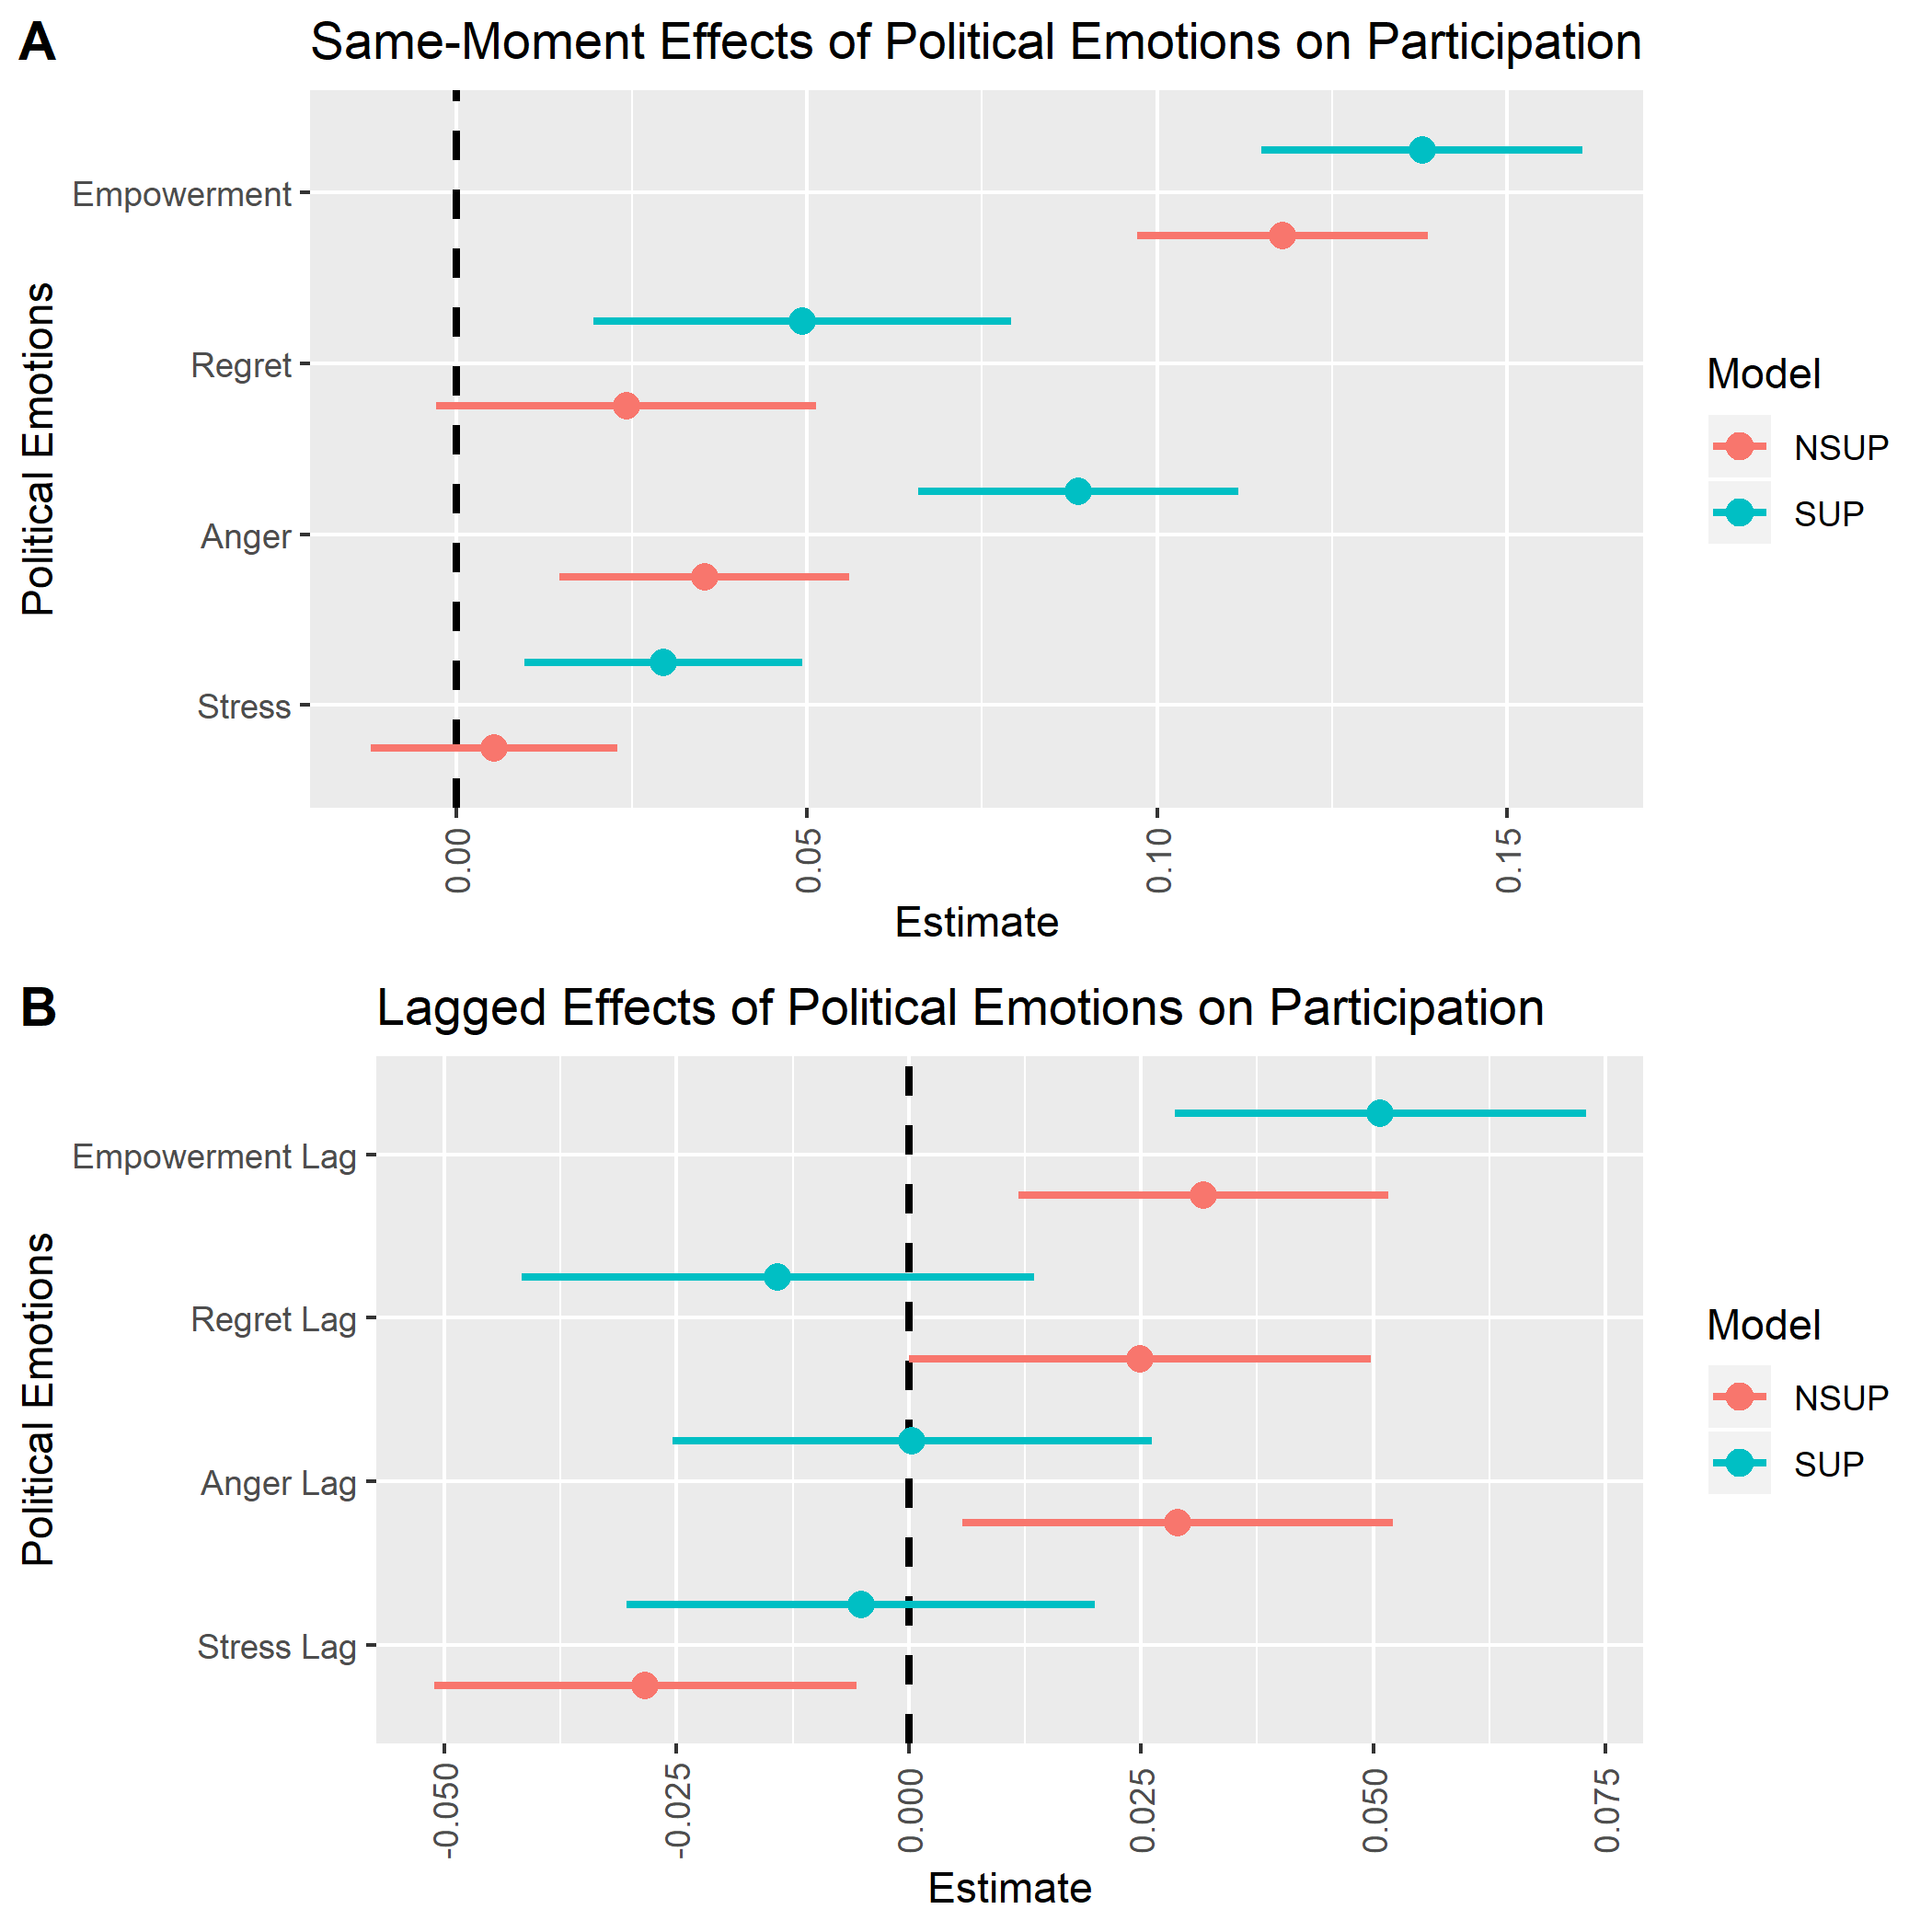 A
Same-Moment Effects of Political Emotions on Participation
Political Emotions
Empowerment
Regret
Anger
Stress
0.00
0.05
0.10
0.15
Estimate
Model
NSUP
SUP
B
Lagged Effects of Political Emotions on Participation
Political Emotions
Empowerment Lag
Regret Lag
Anger Lag
Stress Lag
-0.050
-0.025
0.000
0.025
0.050
0.075
Estimate
Model
NSUP
SUP